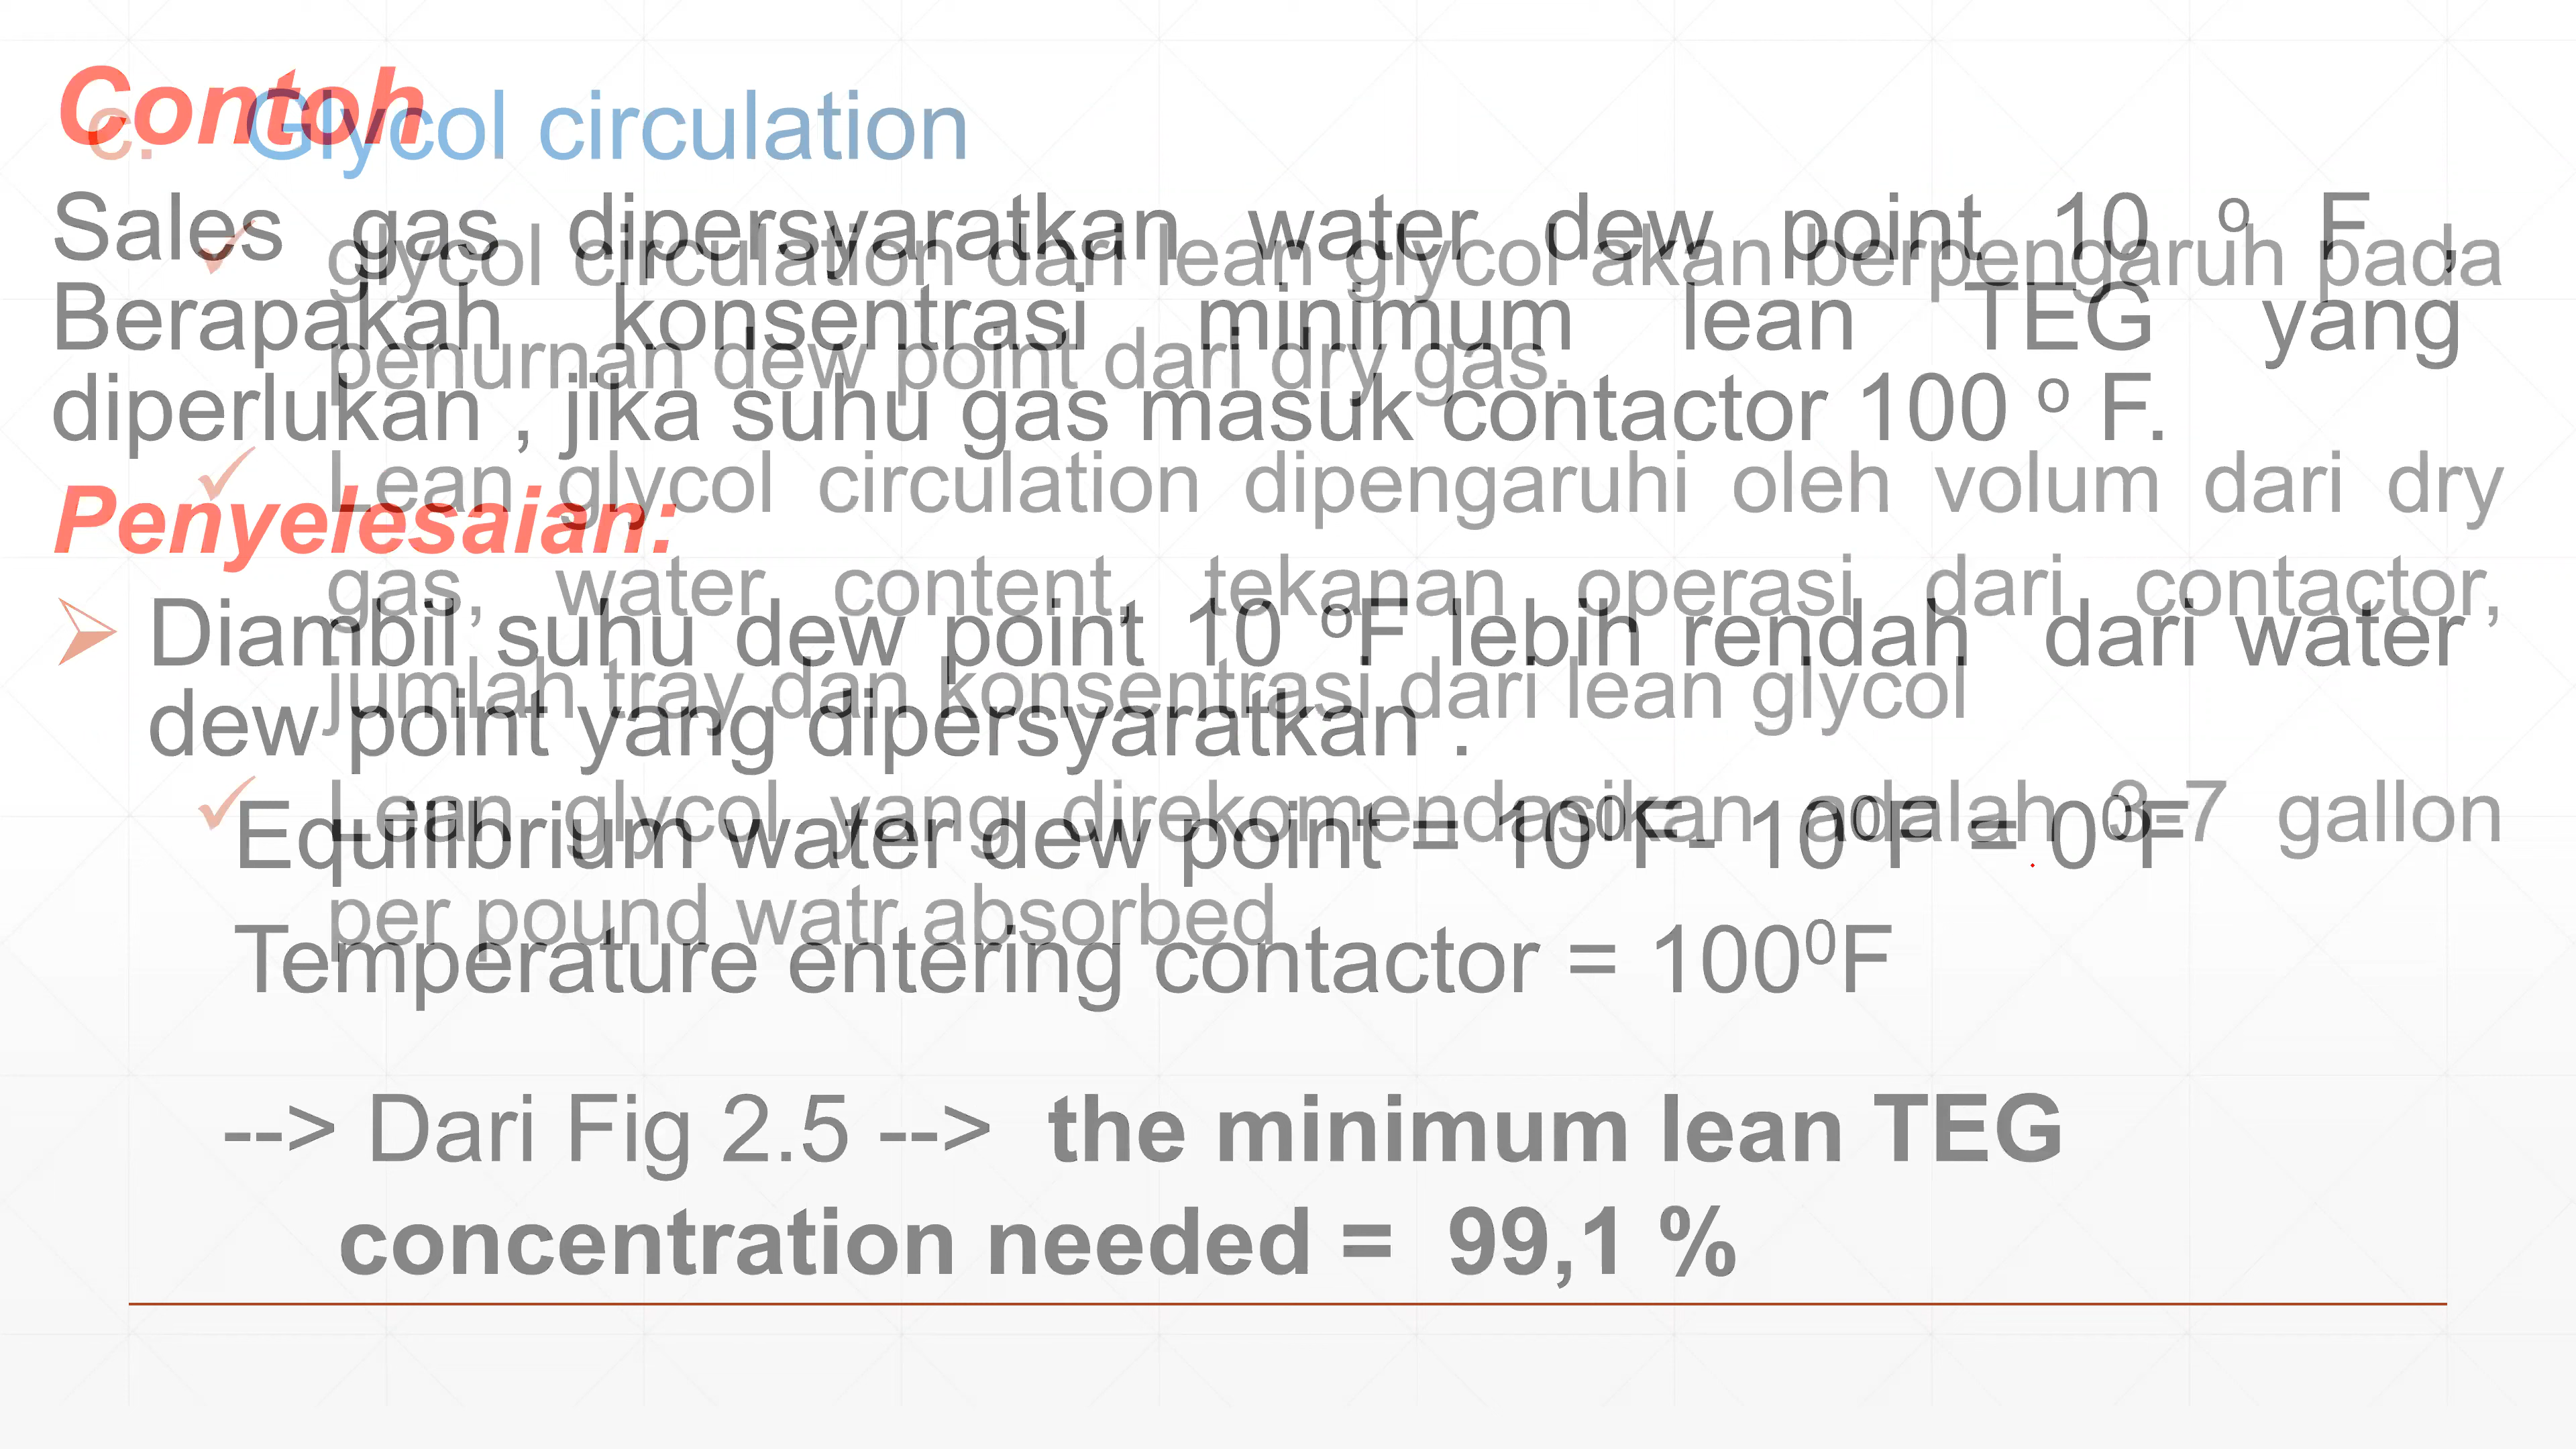 Contoh
Sales gas dipersyaratkan water dew point 10 o F ,
Berapakah konsentrasi minimum lean TEG yang
diperlukan , jika suhu gas masuk contactor 100 o F.
Penyelesaian:
Diambil suhu dew point 10 oF lebih rendah dari water
dew point yang dipersyaratkan .
Equilibrium water dew point = 10⁰F - 10⁰F = 0⁰F
Temperature entering contactor = 100⁰F
--> Dari Fig 2.5 --> the minimum lean TEG
concentration needed = 99,1 %
c. Glycol circulation
✓ glycol circulation dari lean glycol akan berpengaruh pada
penurnan dew point dari dry gas.
✓ Lean glycol circulation dipengaruhi oleh volum dari dry
gas, water content, tekanan operasi dari contactor,
jumlah tray dan konsentrasi dari lean glycol
✓ Lean glycol yang direkomendasikan adalah 3-7 gallon
per pound watr absorbed